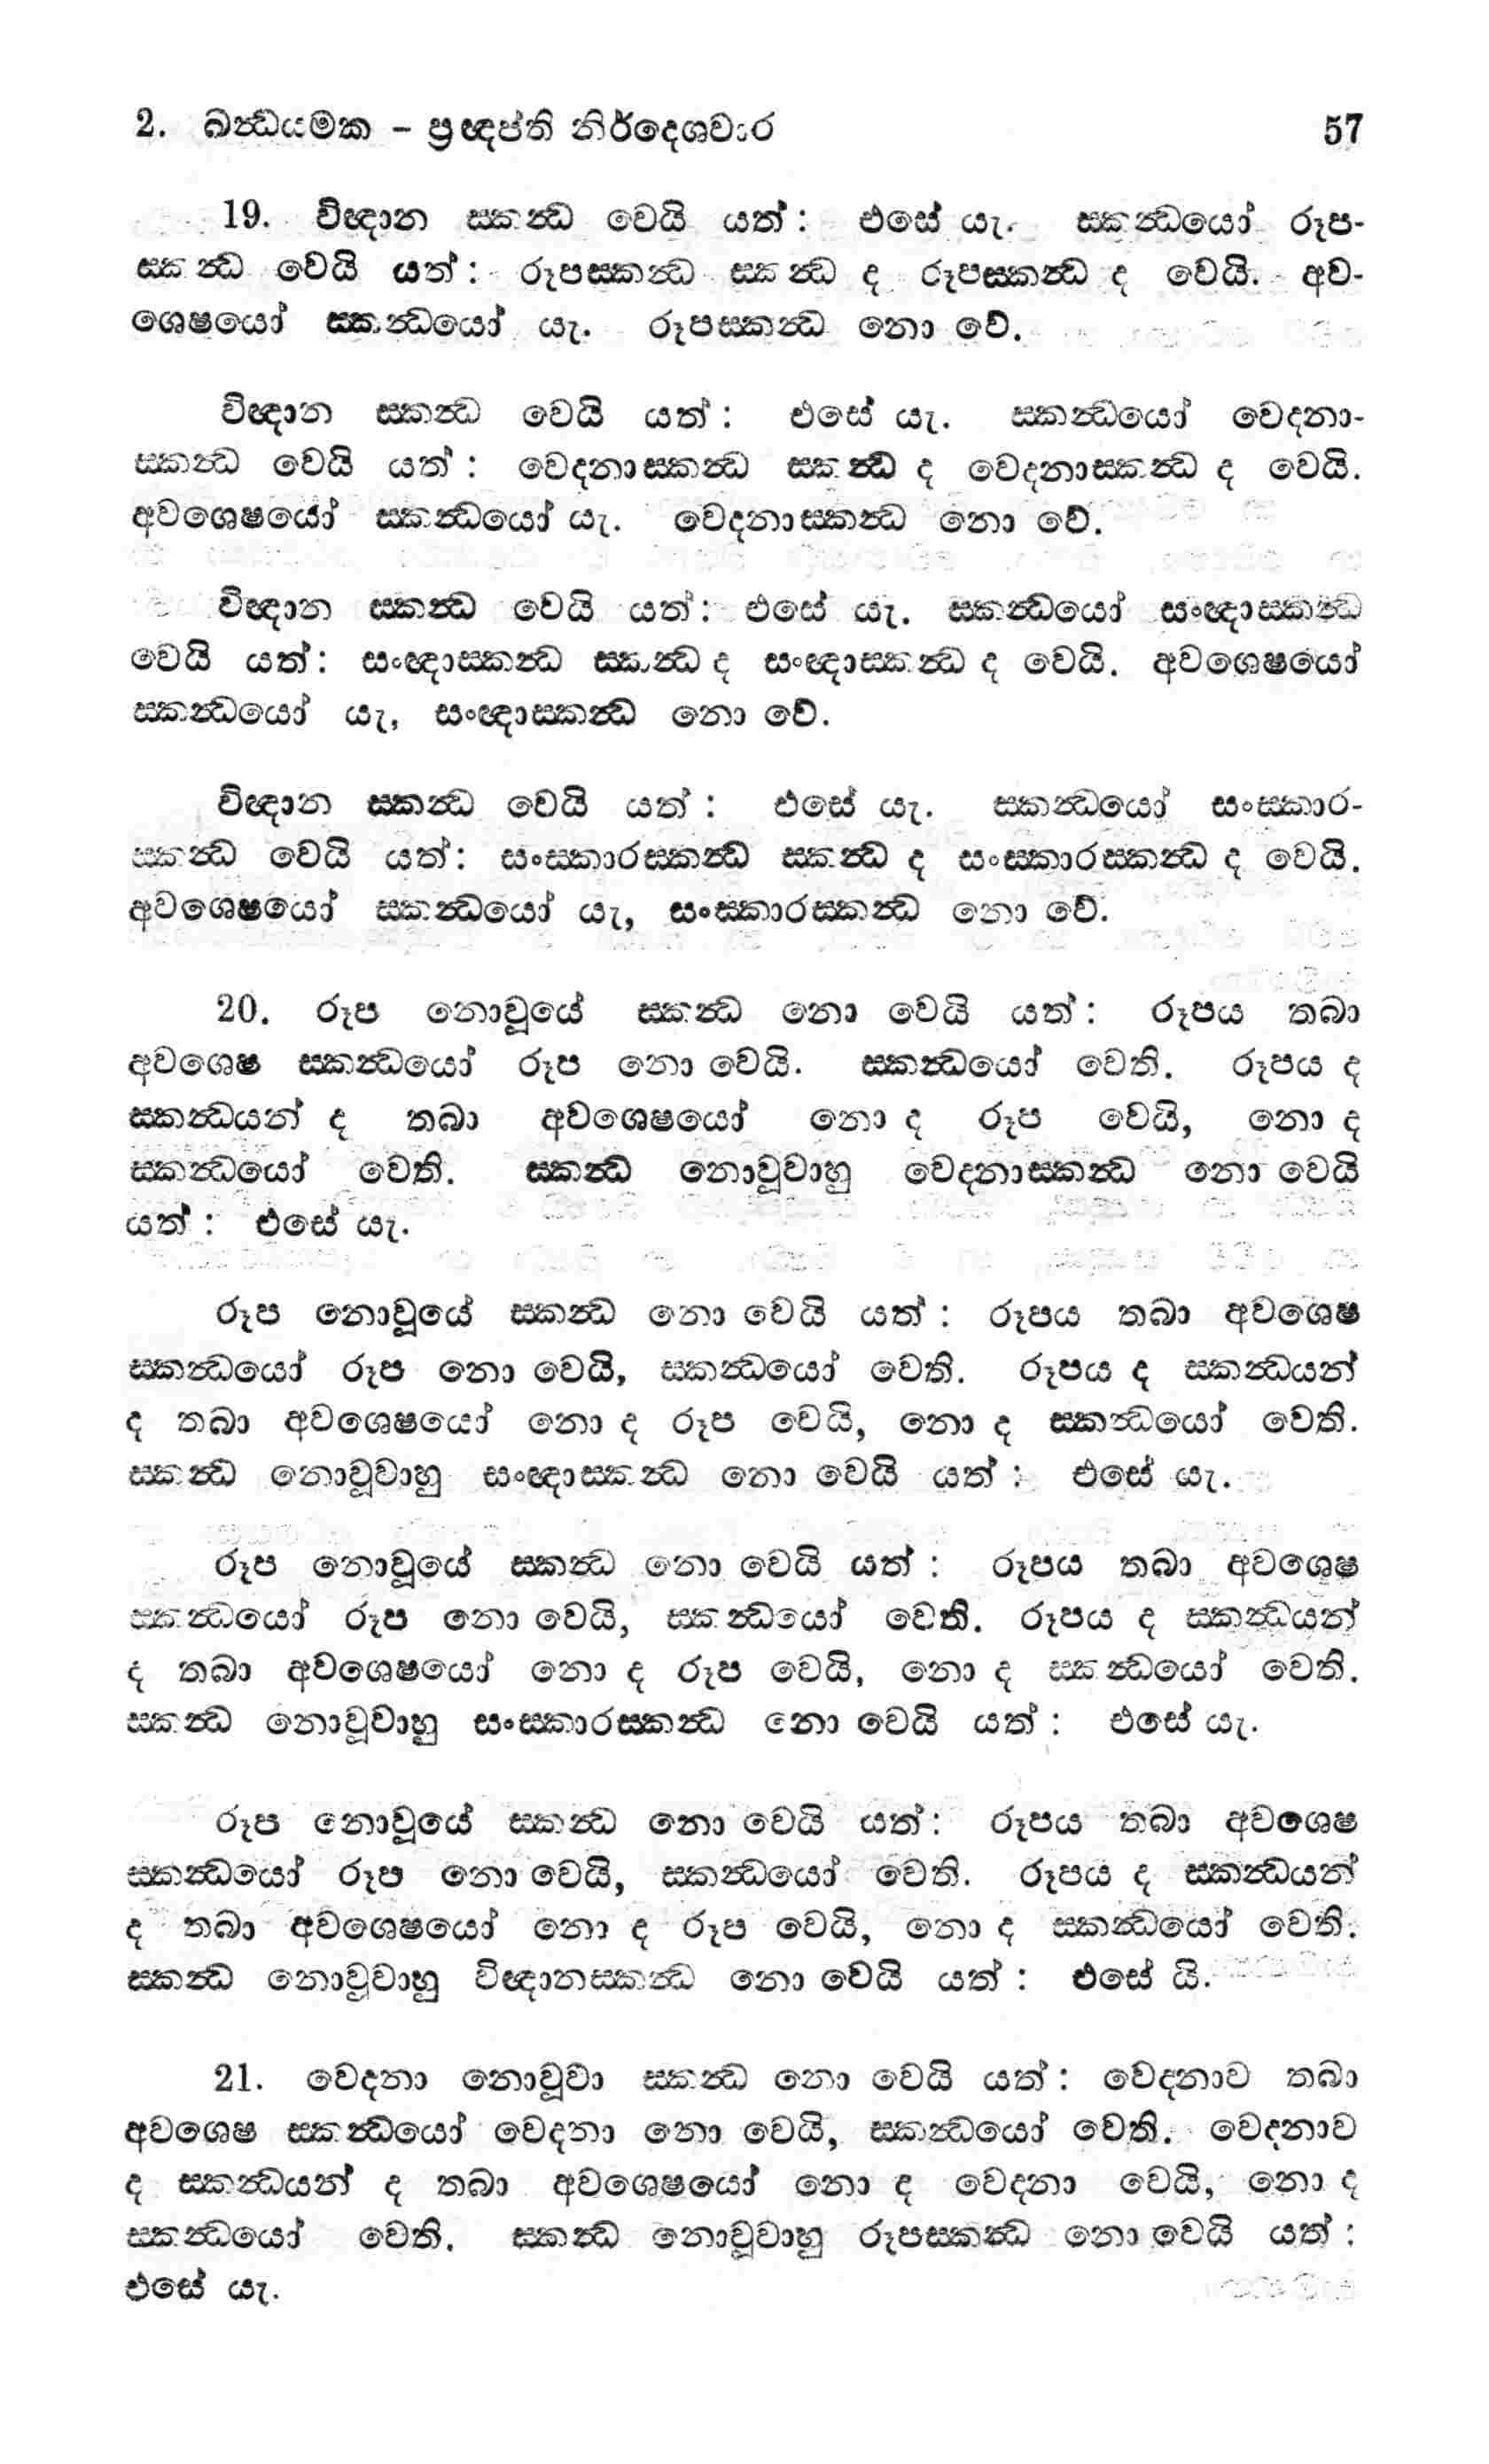 2. ඛන්ධයමක – ප්‍රඥප්ති නිර්දෙශවාර 57
19. විඥාන ස්කන්ධ වෙයි යත්: එසේ යැ. ස්කන්ධයෝ රූප-
ස්කන්ධ වෙයි යත්: රූපස්කන්ධ ස්කන්ධ ද රූපස්කන්ධ ද වෙයි. අව-
ශෙෂයෝ ස්කන්ධයෝ යැ. රූපස්කන්ධ නො වේ.
විඥාන ස්කන්ධ වෙයි යත්: එසේ යැ. ස්කන්ධයෝ වෙදනා-
ස්කන්ධ වෙයි යත්: වෙදනාස්කන්ධ ස්කන්ධ ද වෙදනාස්කන්ධ ද වෙයි.
අවශෙෂයෝ ස්කන්ධයෝ යැ. වෙදනාස්කන්ධ නො වේ.
විඥාන ස්කන්ධ වෙයි යත්: එසේ යැ. ස්කන්ධයෝ සංඥාස්කන්ධ
වෙයි යත්: සංඥාස්කන්ධ ස්කන්ධ ද සංඥාස්කන්ධ ද වෙයි. අවශෙෂයෝ
ස්කන්ධයෝ යැ, සංඥාස්කන්ධ නො වේ.
විඥාන ස්කන්ධ වෙයි යත්: එසේ යැ. ස්කන්ධයෝ සංස්කාර-
ස්කන්ධ වෙයි යත්: සංස්කාරස්කන්ධ ස්කන්ධ ද සංස්කාරස්කන්ධ ද වෙයි.
අවශෙෂයෝ ස්කන්ධයෝ යැ, සංස්කාරස්කන්ධ නො වේ.
20. රූප නොවූයේ ස්කන්ධ නො වෙයි යත්: රූපය තබා
අවශෙෂ ස්කන්ධයෝ රූප නො වෙයි. ස්කන්ධයෝ වෙති. රූපය ද
ස්කන්ධයන් ද තබා අවශෙෂයෝ නො ද රූප වෙයි, නො ද
ස්කන්ධයෝ වෙති. ස්කන්ධ නොවූවාහු වෙදනාස්කන්ධ නො වෙයි
යත්: එසේ යැ.
රූප නොවූයේ ස්කන්ධ නො වෙයි යත්: රූපය තබා අවශෙෂ
ස්කන්ධයෝ රූප නො වෙයි, ස්කන්ධයෝ වෙති. රූපය ද ස්කන්ධයන්
ද තබා අවශෙෂයෝ නො ද රූප වෙයි, නො ද ස්කන්ධයෝ වෙති.
ස්කන්ධ නොවූවාහු සංඥාස්කන්ධ නො වෙයි යත්: එසේ යැ.
රූප නොවූයේ ස්කන්ධ නො වෙයි යත්: රූපය තබා අවශෙෂ
ස්කන්ධයෝ රූප නො වෙයි, ස්කන්ධයෝ වෙති. රූපය ද ස්කන්ධයන්
ද තබා අවශෙෂයෝ නො ද රූප වෙයි, නො ද ස්කන්ධයෝ වෙති.
ස්කන්ධ නොවූවාහු සංස්කාරස්කන්ධ නො වෙයි යත්: එසේ යැ.
රූප නොවූයේ ස්කන්ධ නො වෙයි යත්: රූපය තබා අවශෙෂ
ස්කන්ධයෝ රූප නො වෙයි, ස්කන්ධයෝ වෙති. රූපය ද ස්කන්ධයන්
ද තබා අවශෙෂයෝ නො ද රූප වෙයි, නො ද ස්කන්ධයෝ වෙති.
ස්කන්ධ නොවූවාහු විඥානස්කන්ධ නො වෙයි යත්: එසේ යි.
21. වෙදනා නොවූවා ස්කන්ධ නො වෙයි යත්: වෙදනාව තබා
අවශෙෂ ස්කන්ධයෝ වෙදනා නො වෙයි, ස්කන්ධයෝ වෙති. වෙදනාව
ද ස්කන්ධයන් ද තබා අවශෙෂයෝ නො ද වෙදනා වෙයි, නො ද
ස්කන්ධයෝ වෙති. ස්කන්ධ නොවූවාහු රූපස්කන්ධ නො වෙයි යත්:
එසේ යැ.